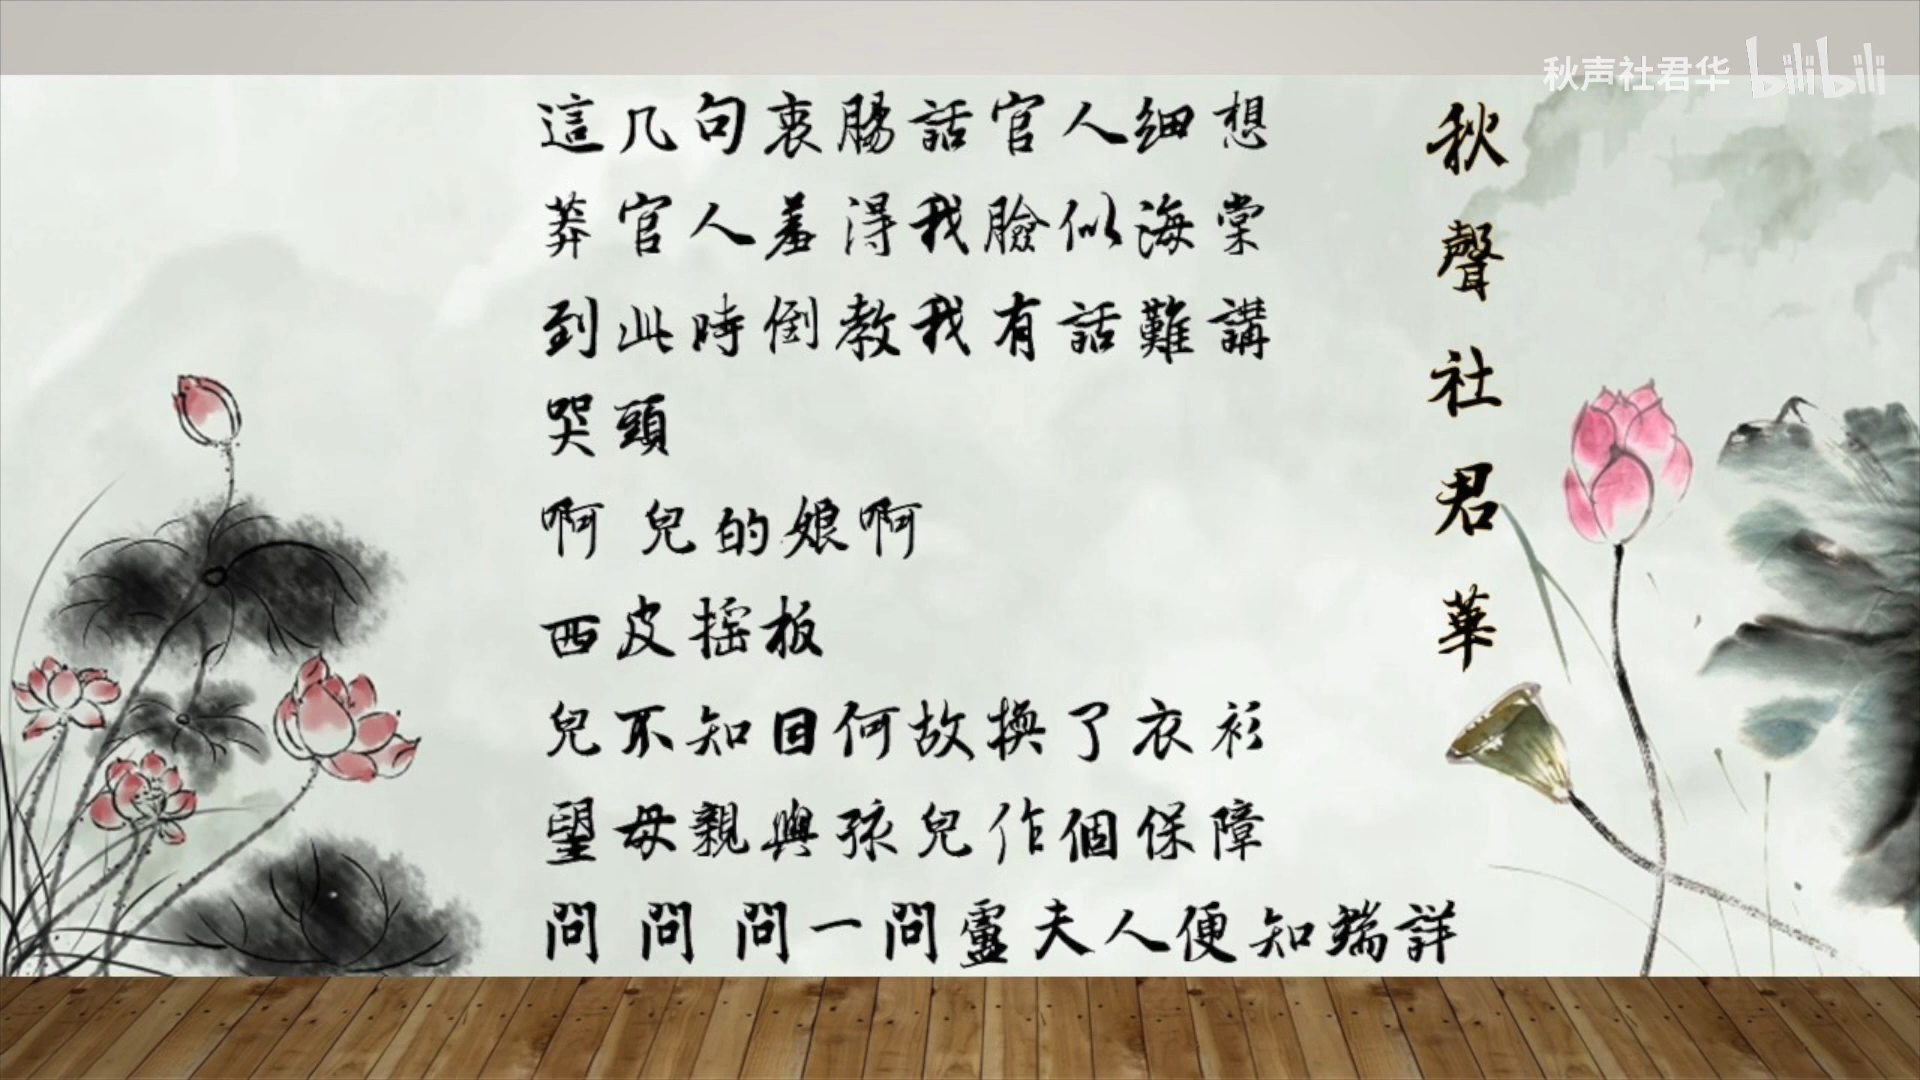 這几句衷腸話官人細想
莽官人羞得我臉似海棠
到此時倒教我有話難講
哭頭
啊 兒的娘啊
西皮摇板
兒不知因何故換了衣衫
望母親與孩兒作個保障
問 問 問一問盧夫人便知端詳
秋聲社君華
秋声社君华 bilibili